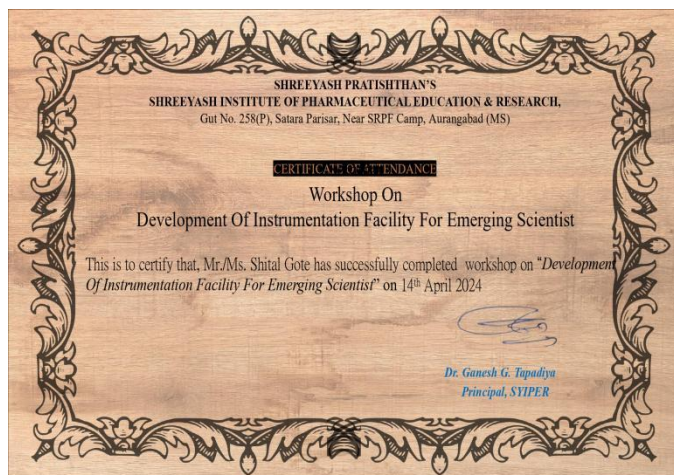 SHREEYASH PRATISHTHAN'S
SHREEYASH INSTITUTE OF PHARMACEUTICAL EDUCATION & RESEARCH,
Gut No. 258(P), Satara Parisar, Near SRPF Camp, Aurangabad (MS)
CERTIFICATE OF ATTENDANCE
Workshop On
Development Of Instrumentation Facility For Emerging Scientist
This is to certify that, Mr./Ms. Shital Gote has successfully completed workshop on "Development
Of Instrumentation Facility For Emerging Scientist" on 14th April 2024
Dr. Ganesh G. Tapadiya
Principal, SYIPER